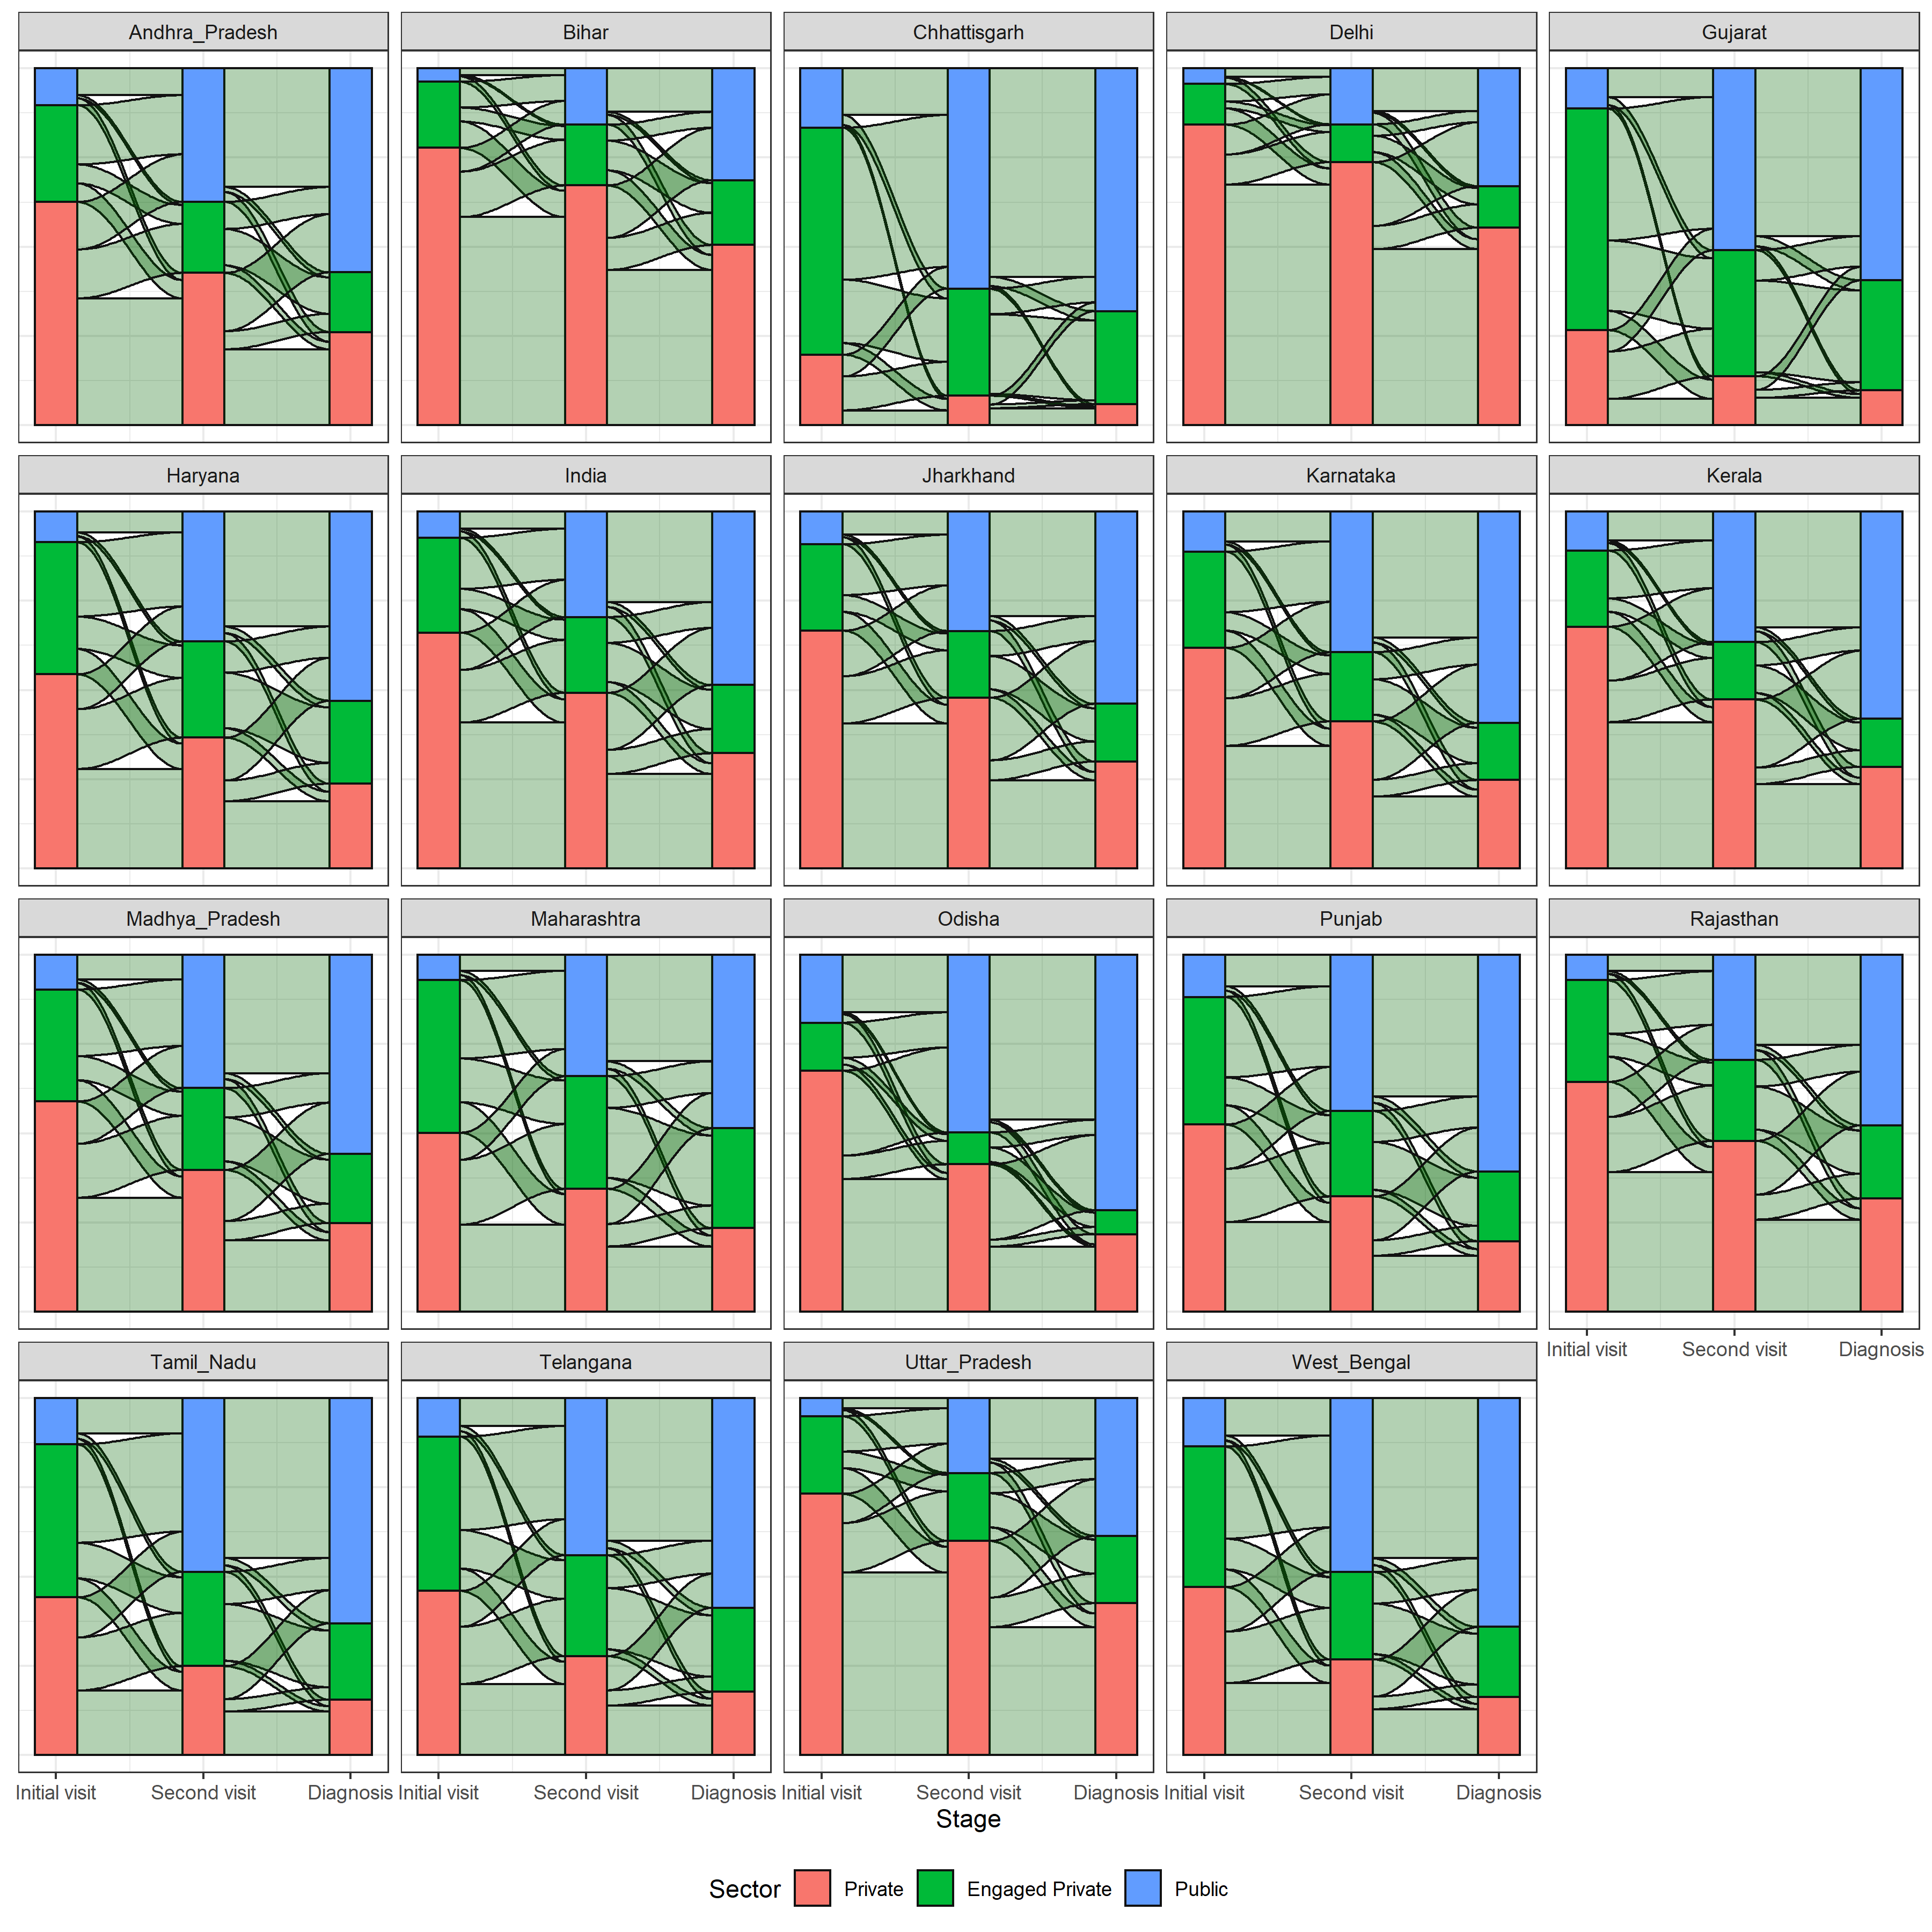 Andhra_Pradesh
Bihar
Chhattisgarh
Delhi
Gujarat
Haryana
India
Jharkhand
Karnataka
Kerala
Madhya_Pradesh
Maharashtra
Odisha
Punjab
Rajasthan
Initial visit Second visit Diagnosis
Tamil_Nadu
Telangana
Uttar_Pradesh
West_Bengal
Initial visit Second visit Diagnosis
Initial visit Second visit Diagnosis
Initial visit Second visit Diagnosis
Initial visit Second visit Diagnosis
Stage
Sector Private Engaged Private Public